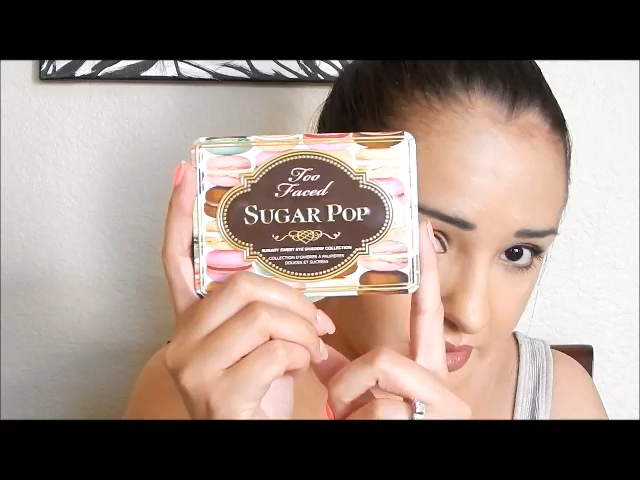 Too
Faced
SUGAR POP
SUGARY SWEET EYE SHADOW COLLECTION
COLLECTION D'OMBRES À PAUPIÈRES
DOUCES ET SUCRÉES